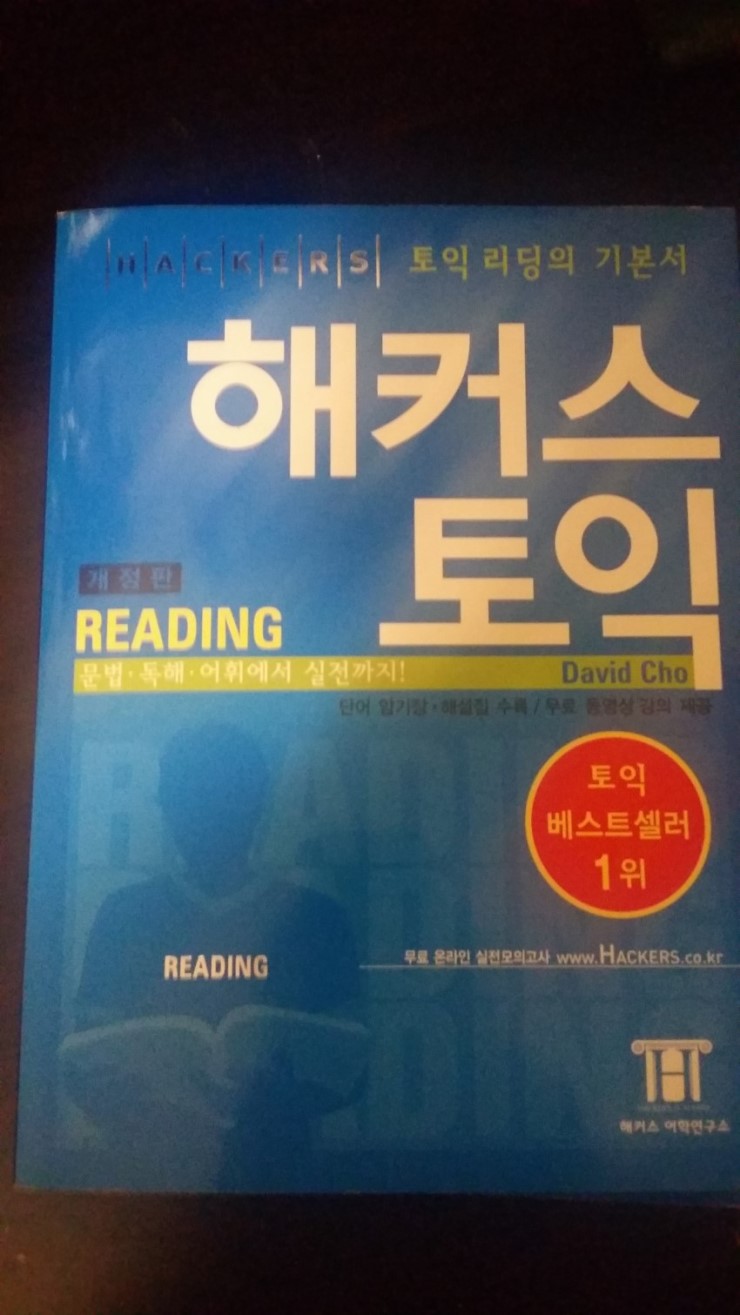 HACKERS 토익 리딩의 기본서
해커스
토익
개정판
READING
문법·독해·어휘에서 실전까지!
David Cho
단어 암기장·해설집 수록 / 무료 동영상 강의 제공
READING
토익
베스트셀러
1위
READING
무료 온라인 실전모의고사 www.HACKERS.co.kr
해커스 어학연구소